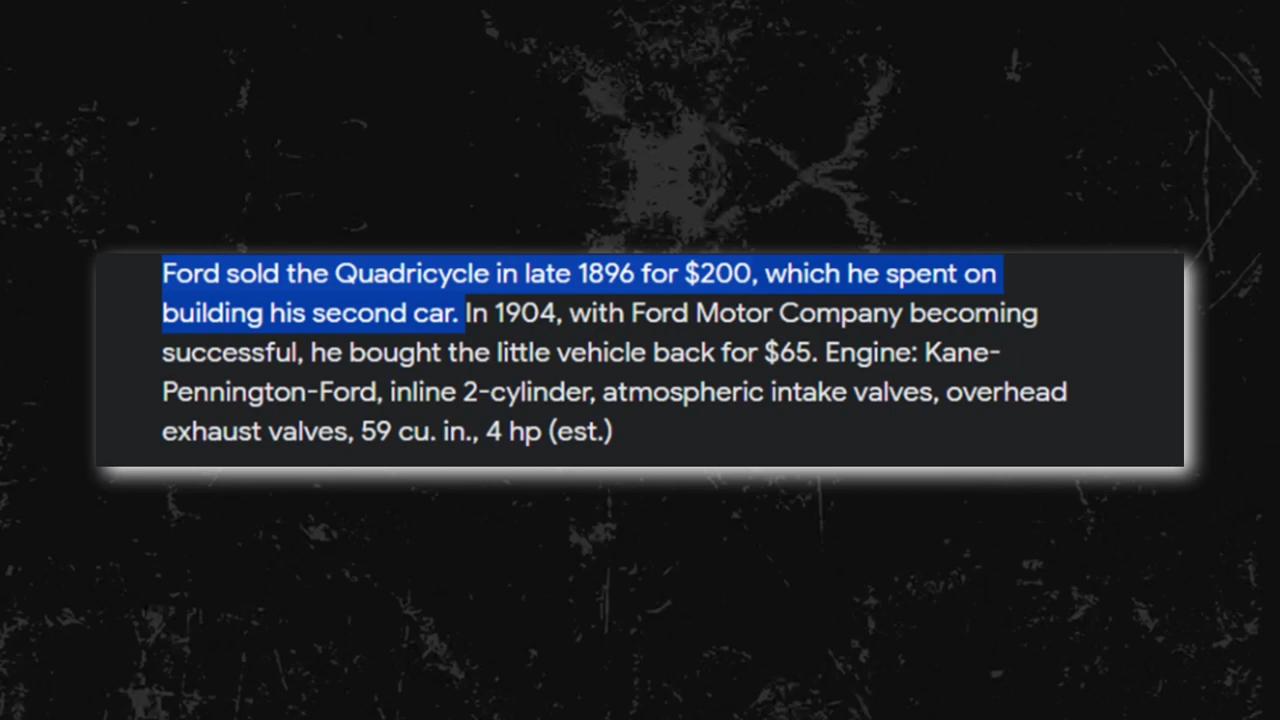 Ford sold the Quadricycle in late 1896 for $200, which he spent on
building his second car. In 1904, with Ford Motor Company becoming
successful, he bought the little vehicle back for $65. Engine: Kane-
Pennington-Ford, inline 2-cylinder, atmospheric intake valves, overhead
exhaust valves, 59 cu. in., 4 hp (est.)